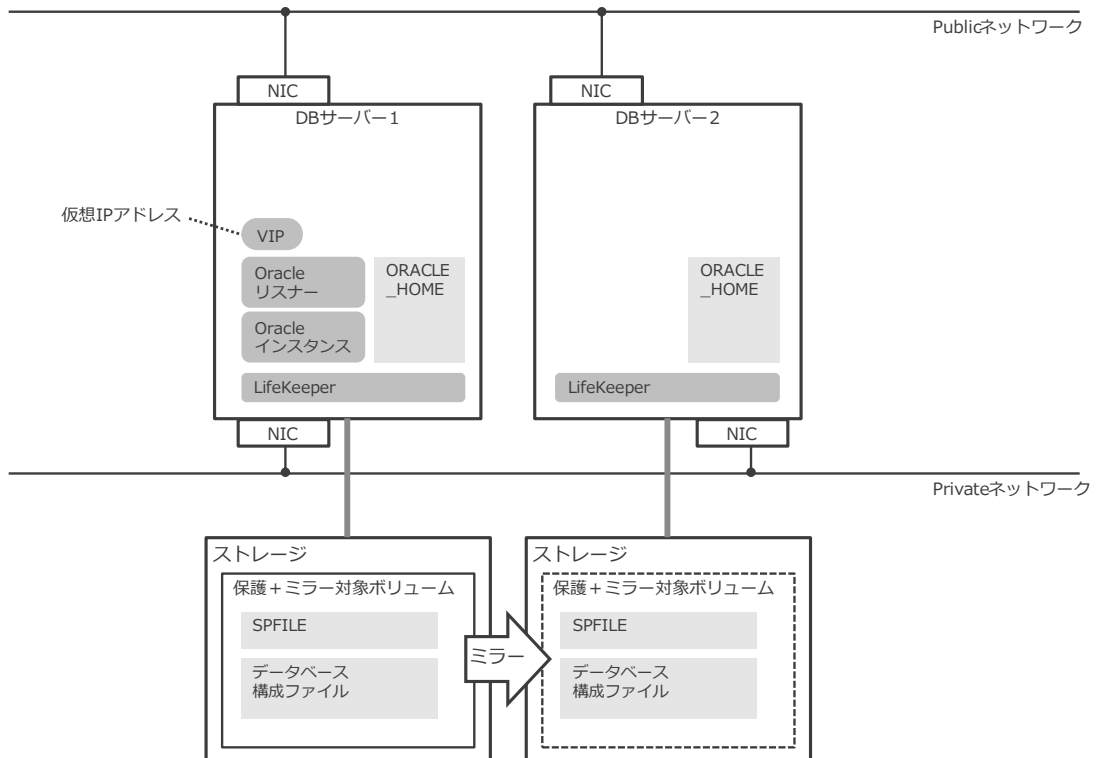 Publicネットワーク
NIC
NIC
DBサーバー1
DBサーバー2
仮想IPアドレス
VIP
Oracle
リスナー
ORACLE
_HOME
ORACLE
_HOME
Oracle
インスタンス
LifeKeeper
LifeKeeper
NIC
NIC
Privateネットワーク
ストレージ
ストレージ
保護＋ミラー対象ボリューム
保護＋ミラー対象ボリューム
SPFILE
SPFILE
ミラー
データベース
構成ファイル
データベース
構成ファイル